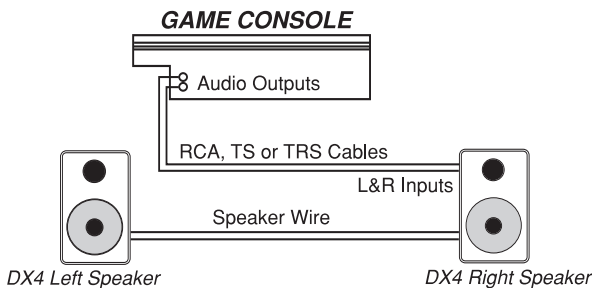 GAME CONSOLE
Audio Outputs
RCA, TS or TRS Cables
L&R Inputs
Speaker Wire
DX4 Left Speaker
DX4 Right Speaker